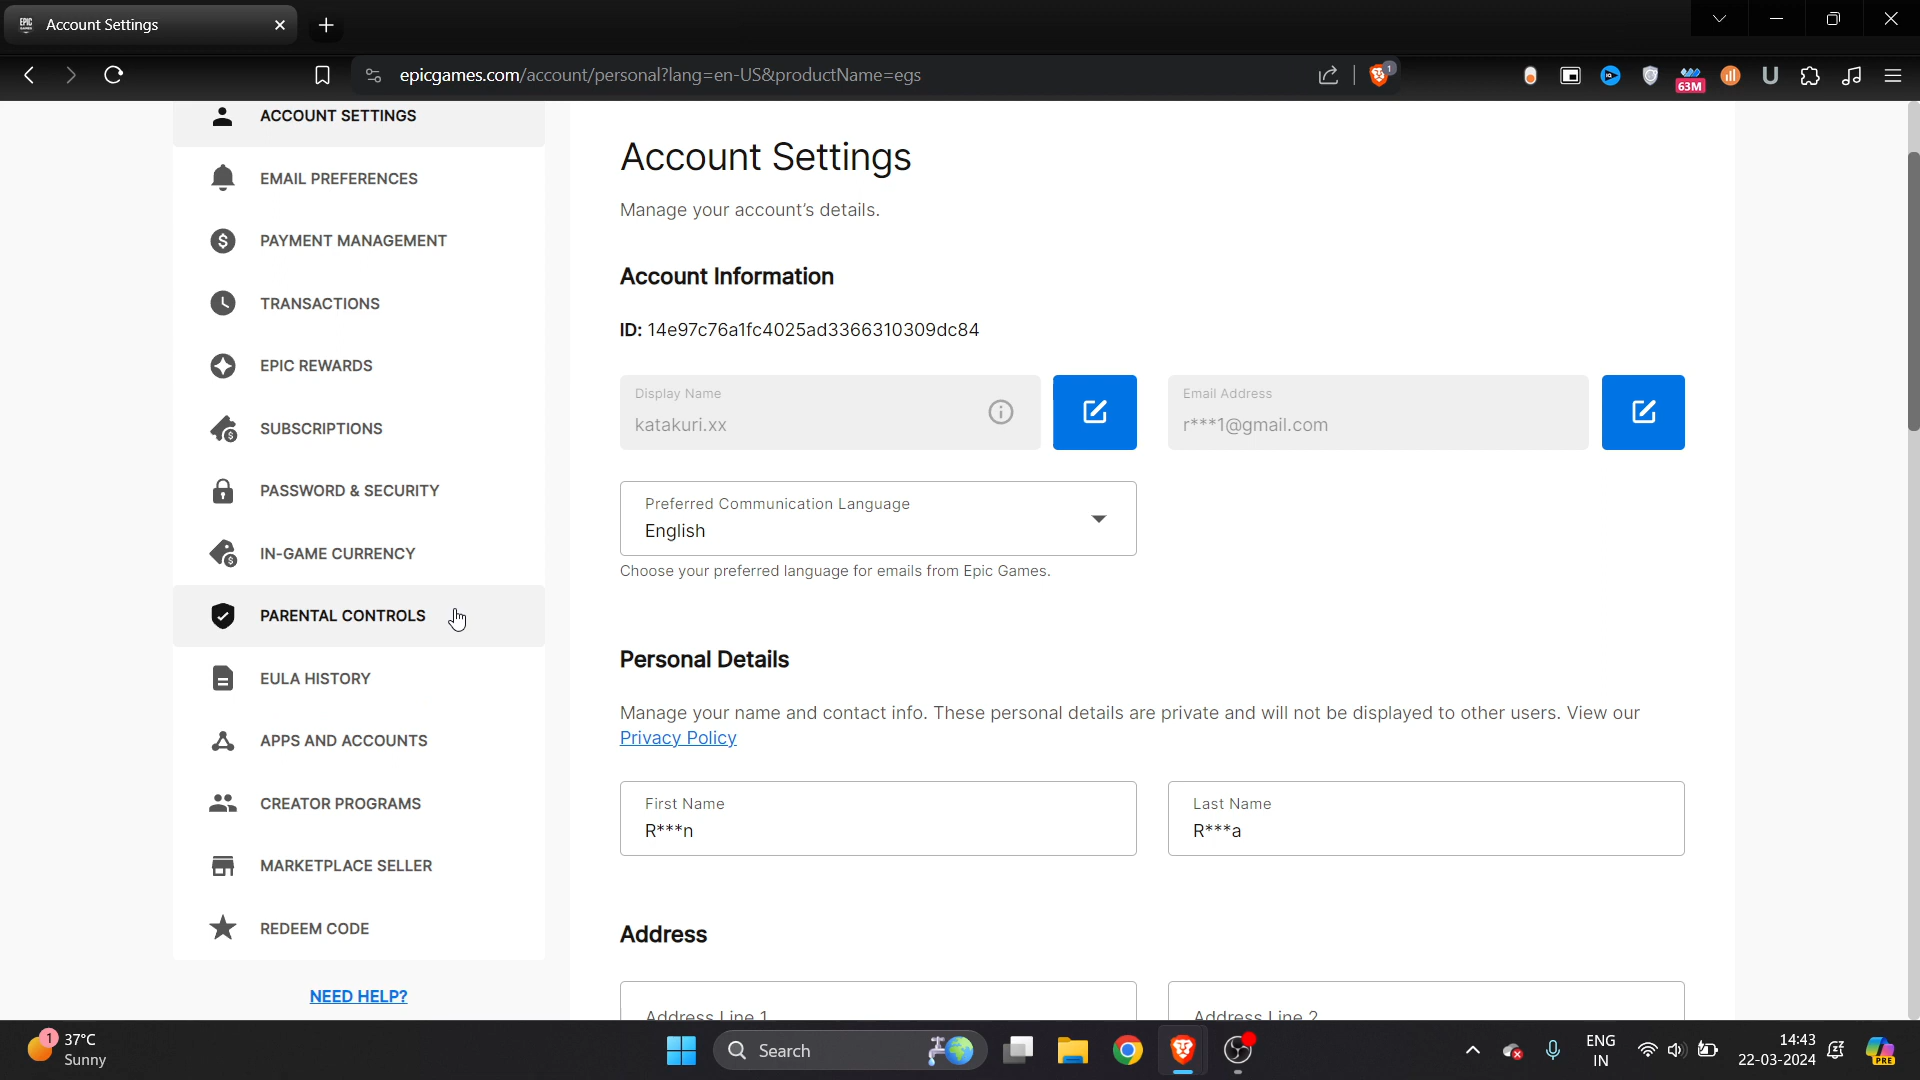 EPIC GAMES
Account Settings
epicgames.com/account/personal?lang=en-US&productName=egs
1
63M
ACCOUNT SETTINGS
EMAIL PREFERENCES
PAYMENT MANAGEMENT
TRANSACTIONS
EPIC REWARDS
SUBSCRIPTIONS
PASSWORD & SECURITY
IN-GAME CURRENCY
PARENTAL CONTROLS
EULA HISTORY
APPS AND ACCOUNTS
CREATOR PROGRAMS
MARKETPLACE SELLER
REDEEM CODE
NEED HELP?
Account Settings
Manage your account's details.
Account Information
ID: 14e97c76a1fc4025ad3366310309dc84
Display Name
katakuri.xx
Email Address
r***1@gmail.com
Preferred Communication Language
English
Choose your preferred language for emails from Epic Games.
Personal Details
Manage your name and contact info. These personal details are private and will not be displayed to other users. View our
Privacy Policy
First Name
R***n
Last Name
R***a
Address
Address Line 1
Address Line 2
1
37°C
Sunny
Search
ENG
IN
14:43
22-03-2024
PRE